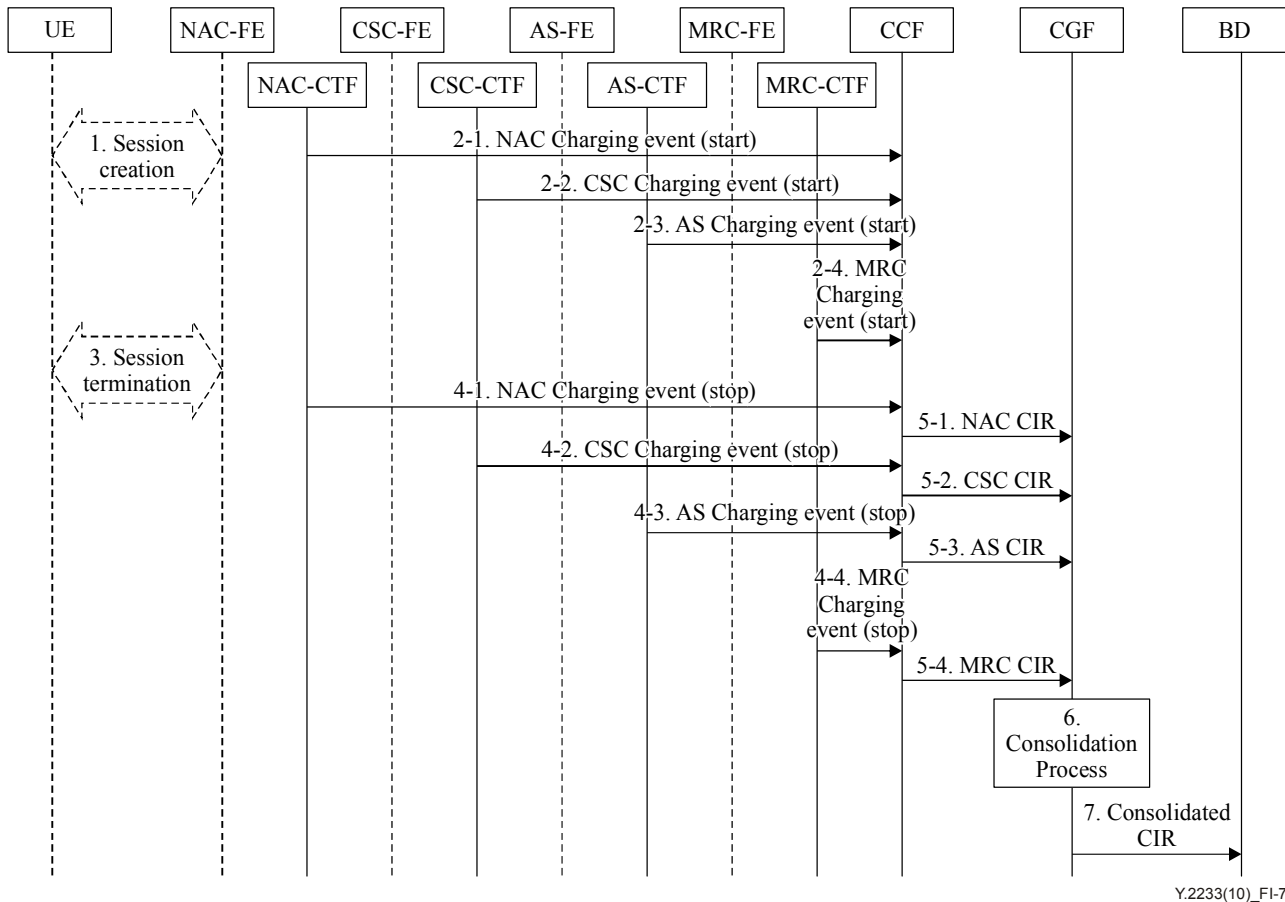 UE
NAC-FE
CSC-FE
AS-FE
MRC-FE
CCF
CGF
BD
NAC-CTF
CSC-CTF
AS-CTF
MRC-CTF
1. Session
creation
2-1. NAC Charging event (start)
2-2. CSC Charging event (start)
2-3. AS Charging event (start)
2-4. MRC
Charging
event (start)
3. Session
termination
4-1. NAC Charging event (stop)
5-1. NAC CIR
4-2. CSC Charging event (stop)
5-2. CSC CIR
4-3. AS Charging event (stop)
5-3. AS CIR
4-4. MRC
Charging
event (stop)
5-4. MRC CIR
6.
Consolidation
Process
7. Consolidated
CIR
Y.2233(10)_FI-7